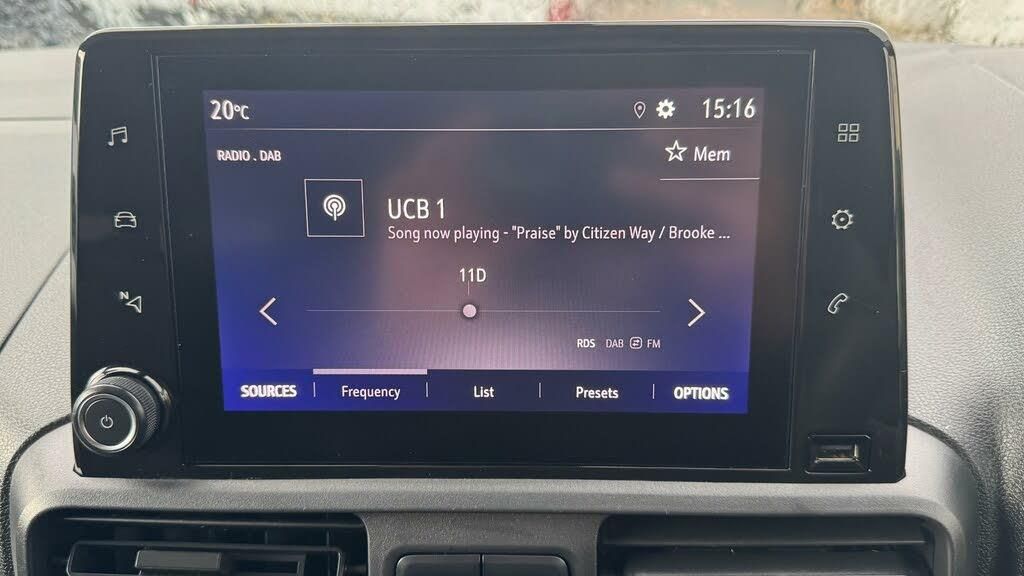 20°C 15:16
RADIO . DAB
Mem
UCB 1
Song now playing - "Praise" by Citizen Way / Brooke ...
11D
RDS DAB FM
SOURCES Frequency List Presets OPTIONS
N